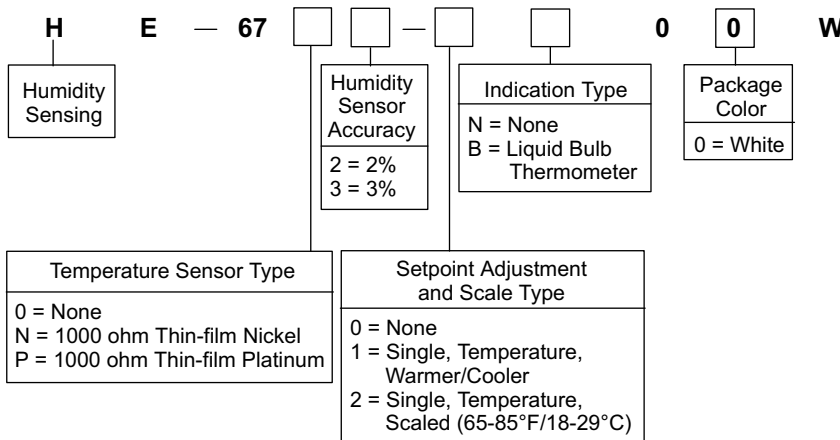 H E — 67 — 0 0 W
Humidity
Sensing
Humidity
Sensor
Accuracy
2 = 2%
3 = 3%
Indication Type
N = None
B = Liquid Bulb
Thermometer
Package
Color
0 = White
Temperature Sensor Type
0 = None
N = 1000 ohm Thin-film Nickel
P = 1000 ohm Thin-film Platinum
Setpoint Adjustment
and Scale Type
0 = None
1 = Single, Temperature,
Warmer/Cooler
2 = Single, Temperature,
Scaled (65-85°F/18-29°C)